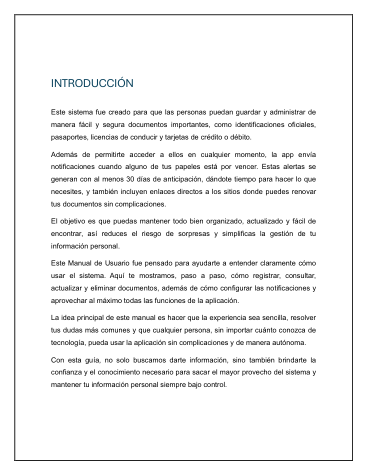 INTRODUCCIÓN
Este sistema fue creado para que las personas puedan guardar y administrar de
manera fácil y segura documentos importantes, como identificaciones oficiales,
pasaportes, licencias de conducir y tarjetas de crédito o débito.
Además de permitirte acceder a ellos en cualquier momento, la app envía
notificaciones cuando alguno de tus papeles está por vencer. Estas alertas se
generan con al menos 30 días de anticipación, dándote tiempo para hacer lo que
necesites, y también incluyen enlaces directos a los sitios donde puedes renovar
tus documentos sin complicaciones.
El objetivo es que puedas mantener todo bien organizado, actualizado y fácil de
encontrar, así reduces el riesgo de sorpresas y simplificas la gestión de tu
información personal.
Este Manual de Usuario fue pensado para ayudarte a entender claramente cómo
usar el sistema. Aquí te mostramos, paso a paso, cómo registrar, consultar,
actualizar y eliminar documentos, además de cómo configurar las notificaciones y
aprovechar al máximo todas las funciones de la aplicación.
La idea principal de este manual es hacer que la experiencia sea sencilla, resolver
tus dudas más comunes y que cualquier persona, sin importar cuánto conozca de
tecnología, pueda usar la aplicación sin complicaciones y de manera autónoma.
Con esta guía, no solo buscamos darte información, sino también brindarte la
confianza y el conocimiento necesario para sacar el mayor provecho del sistema y
mantener tu información personal siempre bajo control.